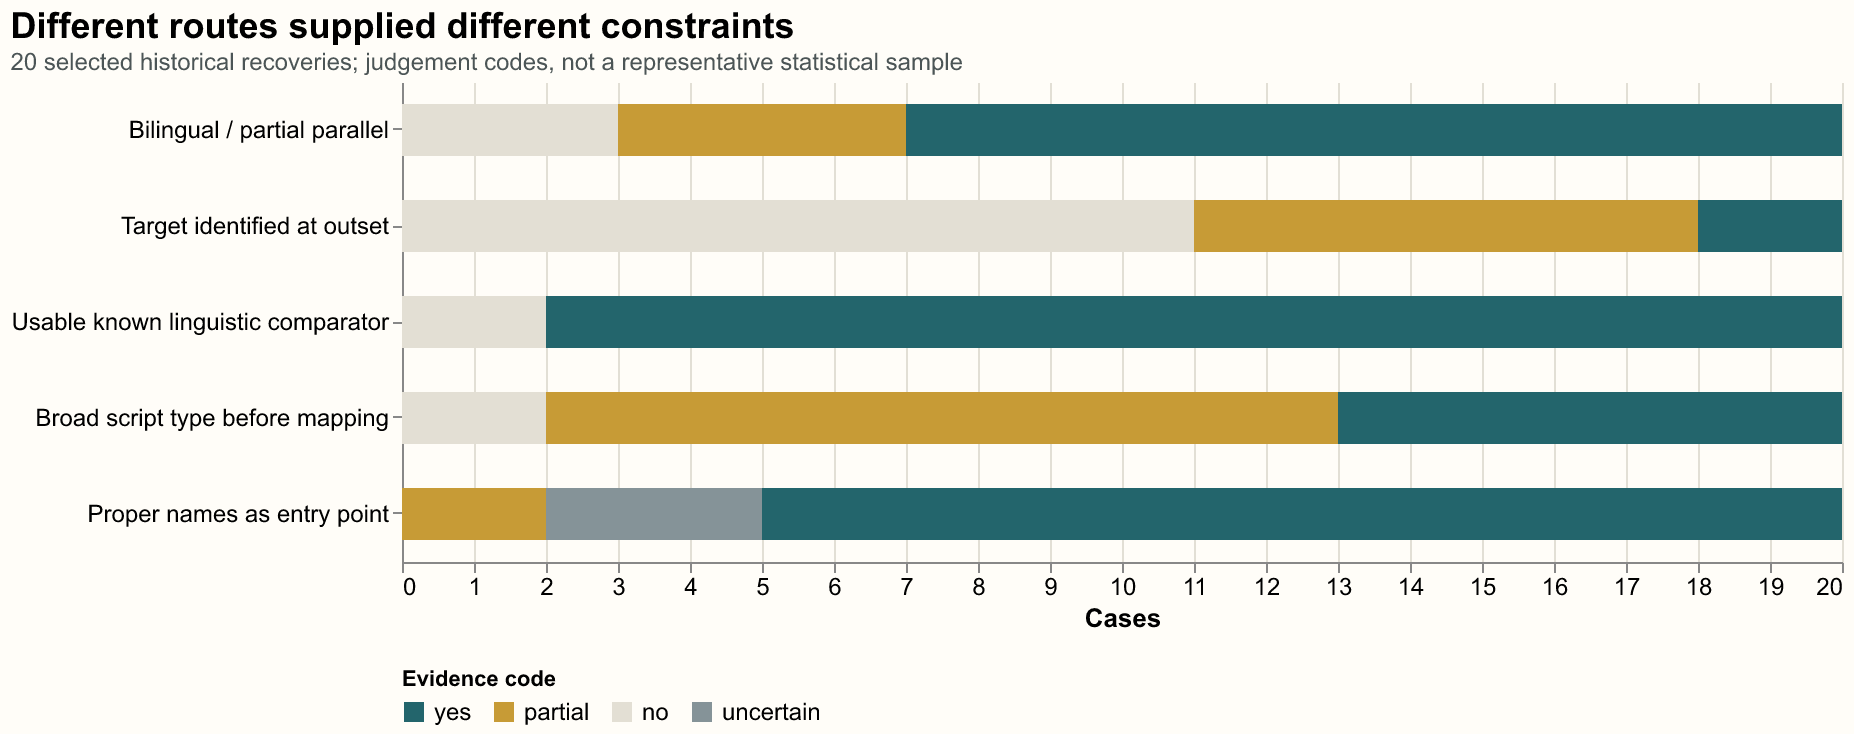 Different routes supplied different constraints
20 selected historical recoveries; judgement codes, not a representative statistical sample
Bilingual / partial parallel
Target identified at outset
Usable known linguistic comparator
Broad script type before mapping
Proper names as entry point
0 1 2 3 4 5 6 7 8 9 10 11 12 13 14 15 16 17 18 19 20
Cases
Evidence code
yes partial no uncertain